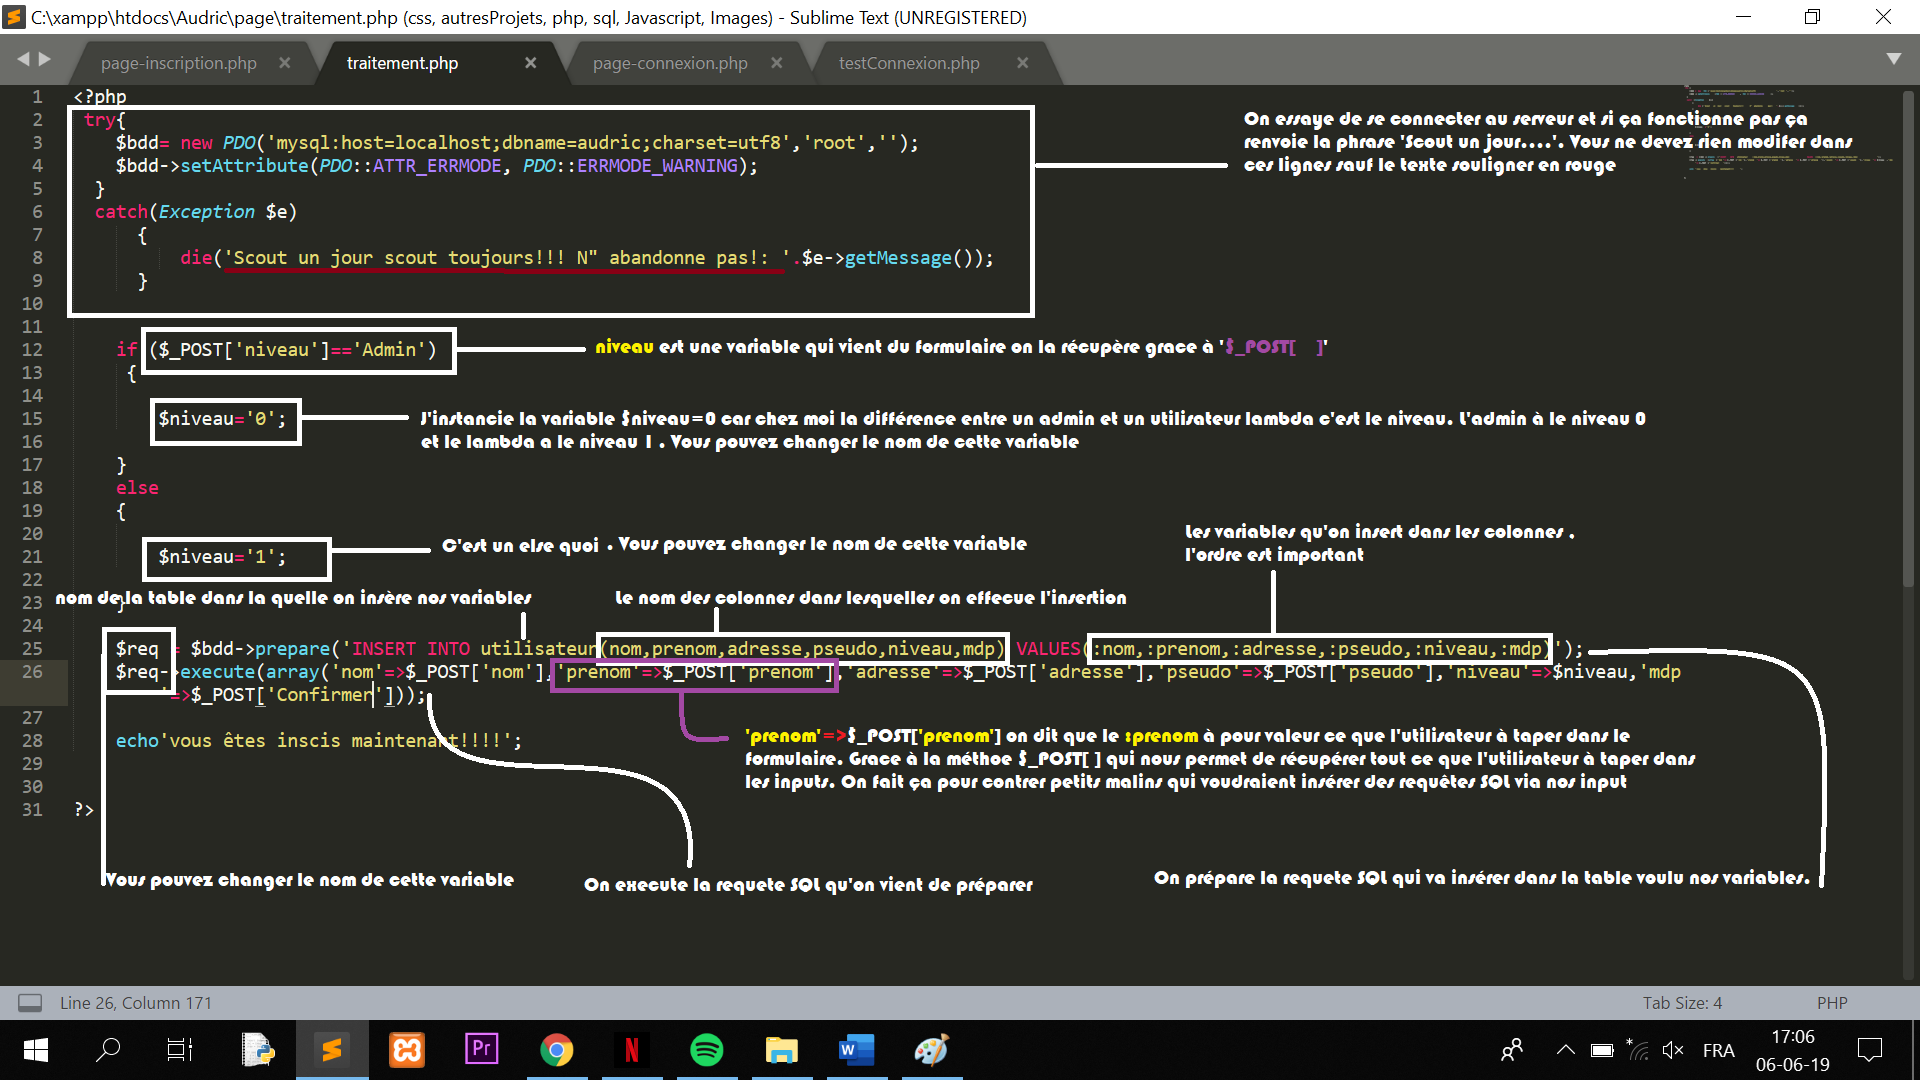 C:\xampp\htdocs\Audric\page\traitement.php (css, autresProjets, php, sql, Javascript, Images) - Sublime Text (UNREGISTERED)
page-inscription.php
traitement.php
page-connexion.php
testConnexion.php
1 <?php
2 try{
3 $bdd= new PDO('mysql:host=localhost;dbname=audric;charset=utf8','root','');
4 $bdd->setAttribute(PDO::ATTR_ERRMODE, PDO::ERRMODE_WARNING);
5 }
6 catch(Exception $e)
7 {
8 die('Scout un jour scout toujours!!! N" abandonne pas!: '.$e->getMessage());
9 }
10
11
On essaye de se connecter au serveur et si ça fonctionne pas ça
renvoie la phrase 'Scout un jour....'. Vous ne devez rien modifer dans
ces lignes sauf le texte souligner en rouge
12 if ($_POST['niveau']=='Admin')
niveau est une variable qui vient du formulaire on la récupère grace à '$_POST[ ]'
13 {
14
15 $niveau='0';
J'instancie la variable $niveau=0 car chez moi la différence entre un admin et un utilisateur lambda c'est le niveau. L'admin à le niveau 0
et le lambda a le niveau 1 . Vous pouvez changer le nom de cette variable
16
17 }
18 else
19 {
20
21 $niveau='1';
C'est un else quoi . Vous pouvez changer le nom de cette variable
Les variables qu'on insert dans les colonnes .
l'ordre est important
22
23 }
nom de la table dans la quelle on insère nos variables
Le nom des colonnes dans lesquelles on effecue l'insertion
24
25 $req = $bdd->prepare('INSERT INTO utilisateur(nom,prenom,adresse,pseudo,niveau,mdp) VALUES(:nom,:prenom,:adresse,:pseudo,:niveau,:mdp)');
26 $req->execute(array('nom'=>$_POST['nom'],'prenom'=>$_POST['prenom'],'adresse'=>$_POST['adresse'],'pseudo'=>$_POST['pseudo'],'niveau'=>$niveau,'mdp
'=>$_POST['Confirmer']));
27
28 echo'vous êtes inscis maintenant!!!!';
29
30
31 ?>
'prenom'=>$_POST['prenom'] on dit que le :prenom à pour valeur ce que l'utilisateur à taper dans le
formulaire. Grace à la méthoe $_POST[ ] qui nous permet de récupérer tout ce que l'utilisateur à taper dans
les inputs. On fait ça pour contrer petits malins qui voudraient insérer des requêtes SQL via nos input
Vous pouvez changer le nom de cette variable
On execute la requete SQL qu'on vient de préparer
On prépare la requete SQL qui va insérer dans la table voulu nos variables.
Line 26, Column 171
Tab Size: 4
PHP
Pr
N
W
FRA
17:06
06-06-19